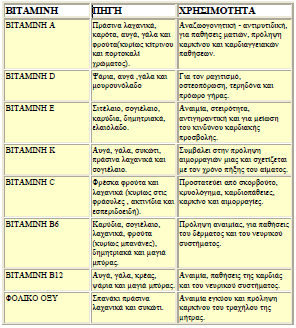 ΒΙΤΑΜΙΝΗ ΠΗΓΗ ΧΡΗΣΙΜΟΤΗΤΑ
ΒΙΤΑΜΙΝΗ Α Πράσινα λαχανικά, Αναζωογονητική - αντιρυτιδική,
καρότα, αυγά, γάλα και για παθήσεις ματιών, πρόληψη
φρούτα(κυρίως κίτρινου καρκίνου και καρδιαγγειακών
και πορτοκαλί παθήσεων.
χρώματος).
ΒΙΤΑΜΙΝΗ D Ψάρια, αυγά ,γάλα και Για τον ραχιτισμό,
μουρουνόλαδο οστεοπόρωση, τερηδόνα και
πρόωρο γήρας.
ΒΙΤΑΜΙΝΗ Ε Σιτέλαιο, σογιέλαιο, Αναιμία, στειρότητα,
καρύδια, δημητριακά, αντιγηραντική και για μείωση
ελαιόλαδο. του κινδύνου καρδιακής
προσβολής.
ΒΙΤΑΜΙΝΗ Κ Αυγά, γάλα, συκώτι, Συμβάλει στην πρόληψη
πράσινα λαχανικά και αιμορραγιών μιας και σχετίζεται
σογιέλαιο. με τον χρόνο πήξης του αίματος.
ΒΙΤΑΜΙΝΗ C Φρέσκα φρούτα και Προστατεύει από σκορβούτο,
λαχανικά (κυρίως στις κρυολόγημα, καρδιοπάθειες,
φράουλες , ακτινίδια και καρκίνο και αιμορραγίες.
εσπεριδοειδή).
ΒΙΤΑΜΙΝΗ Β6 Καρύδια, σογιέλαιο, Πρόληψη αναιμίας, για παθήσεις
λαχανικά, φρούτα του δέρματος και του νευρικού
(κυρίως μπανάνες), συστήματος.
δημητριακά και μαγιά
μπύρας.
ΒΙΤΑΜΙΝΗ Β12 Αυγά, γάλα, κρέας, Αναιμία, παθήσεις της καρδιάς
ψάρια και μαγιά μπύρας. και του νευρικού συστήματος.
ΦΟΛΙΚΟ ΟΞΥ Σπανάκι πράσινα Αναιμία εγκύου και πρόληψη
λαχανικά και συκώτι. καρκίνου του τραχήλου της
μήτρας.